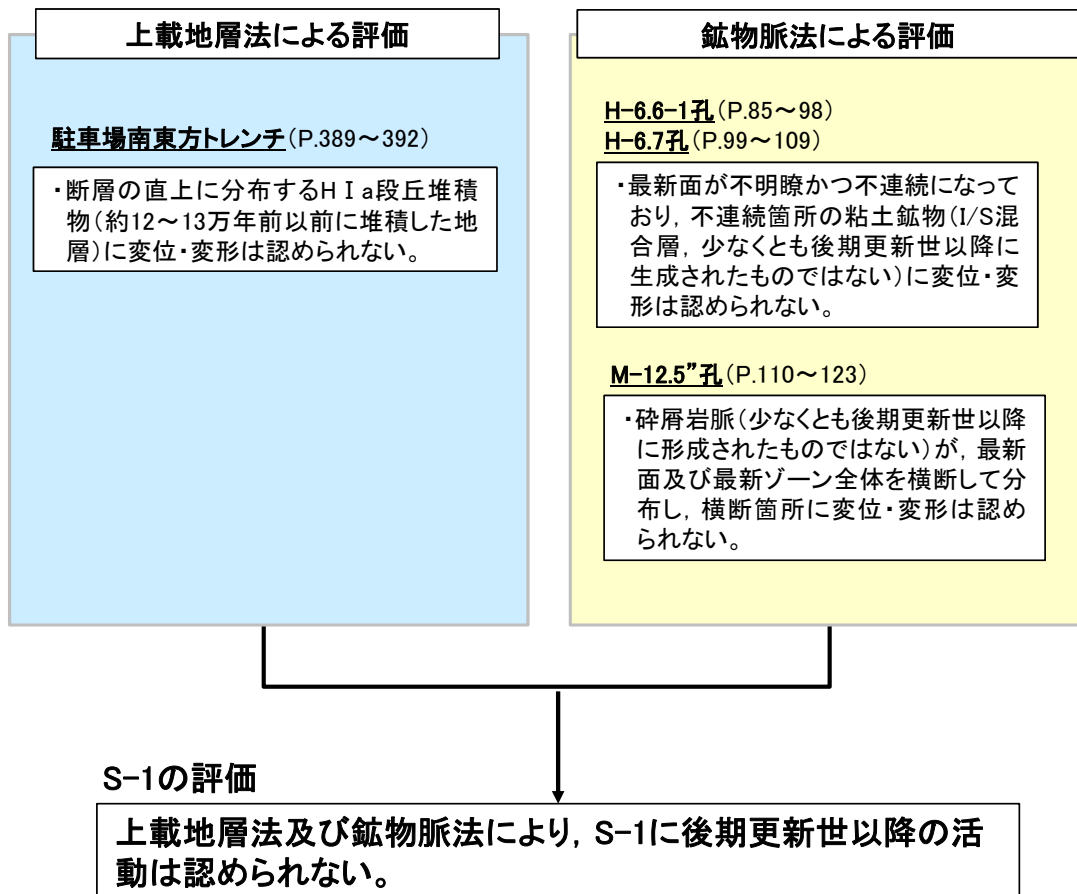 上載地層法による評価
駐車場南東方トレンチ(P.389～392)
・断層の直上に分布するHⅠa段丘堆積
物(約12～13万年前以前に堆積した地
層)に変位・変形は認められない。
鉱物脈法による評価
H-6.6-1孔(P.85～98)
H-6.7孔(P.99～109)
・最新面が不明瞭かつ不連続になって
おり，不連続箇所の粘土鉱物(I/S混
合層，少なくとも後期更新世以降に
生成されたものではない)に変位・変
形は認められない。
M-12.5”孔(P.110～123)
・砕屑岩脈(少なくとも後期更新世以降
に形成されたものではない)が，最新
面及び最新ゾーン全体を横断して分
布し，横断箇所に変位・変形は認め
られない。
S-1の評価
上載地層法及び鉱物脈法により，S-1に後期更新世以降の活
動は認められない。